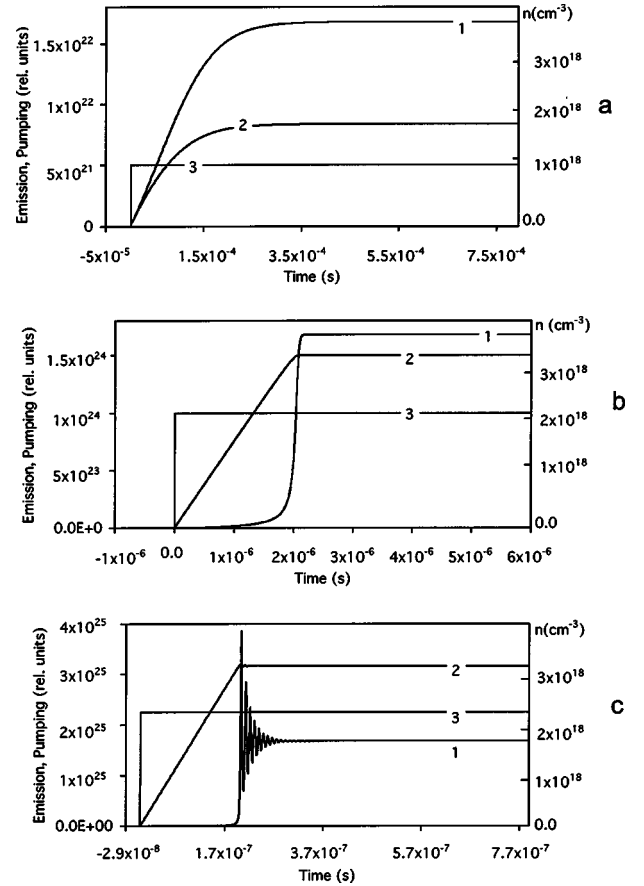 Emission, Pumping (rel. units)
n(cm⁻³)
1.5x10²²
1x10²²
5x10²¹
0
3x10¹⁸
2x10¹⁸
1x10¹⁸
0.0
1
2
3
a
-5x10⁻⁵
1.5x10⁻⁴
3.5x10⁻⁴
5.5x10⁻⁴
7.5x10⁻⁴
Time (s)
Emission, Pumping (rel. units)
n (cm⁻³)
1.5x10²⁴
1x10²⁴
5x10²³
0.0E+0
3x10¹⁸
2x10¹⁸
1x10¹⁸
0.0
1
2
3
b
-1x10⁻⁶
0.0
1x10⁻⁶
2x10⁻⁶
3x10⁻⁶
4x10⁻⁶
5x10⁻⁶
6x10⁻⁶
Time (s)
Emission, Pumping (rel. units)
n(cm⁻³)
4x10²⁵
3x10²⁵
2x10²⁵
1x10²⁵
0.0E+00
3x10¹⁸
2x10¹⁸
1x10¹⁸
0.0
2
3
1
c
-2.9x10⁻⁸
1.7x10⁻⁷
3.7x10⁻⁷
5.7x10⁻⁷
7.7x10⁻⁷
Time (s)